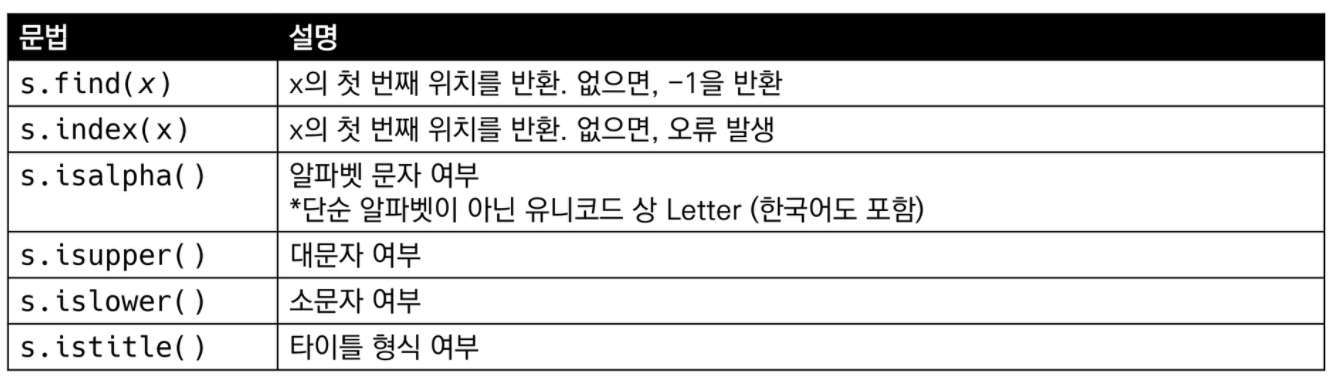 문법 설명
s.find(x) x의 첫 번째 위치를 반환. 없으면, -1을 반환
s.index(x) x의 첫 번째 위치를 반환. 없으면, 오류 발생
s.isalpha() 알파벳 문자 여부
*단순 알파벳이 아닌 유니코드 상 Letter (한국어도 포함)
s.isupper() 대문자 여부
s.islower() 소문자 여부
s.istitle() 타이틀 형식 여부